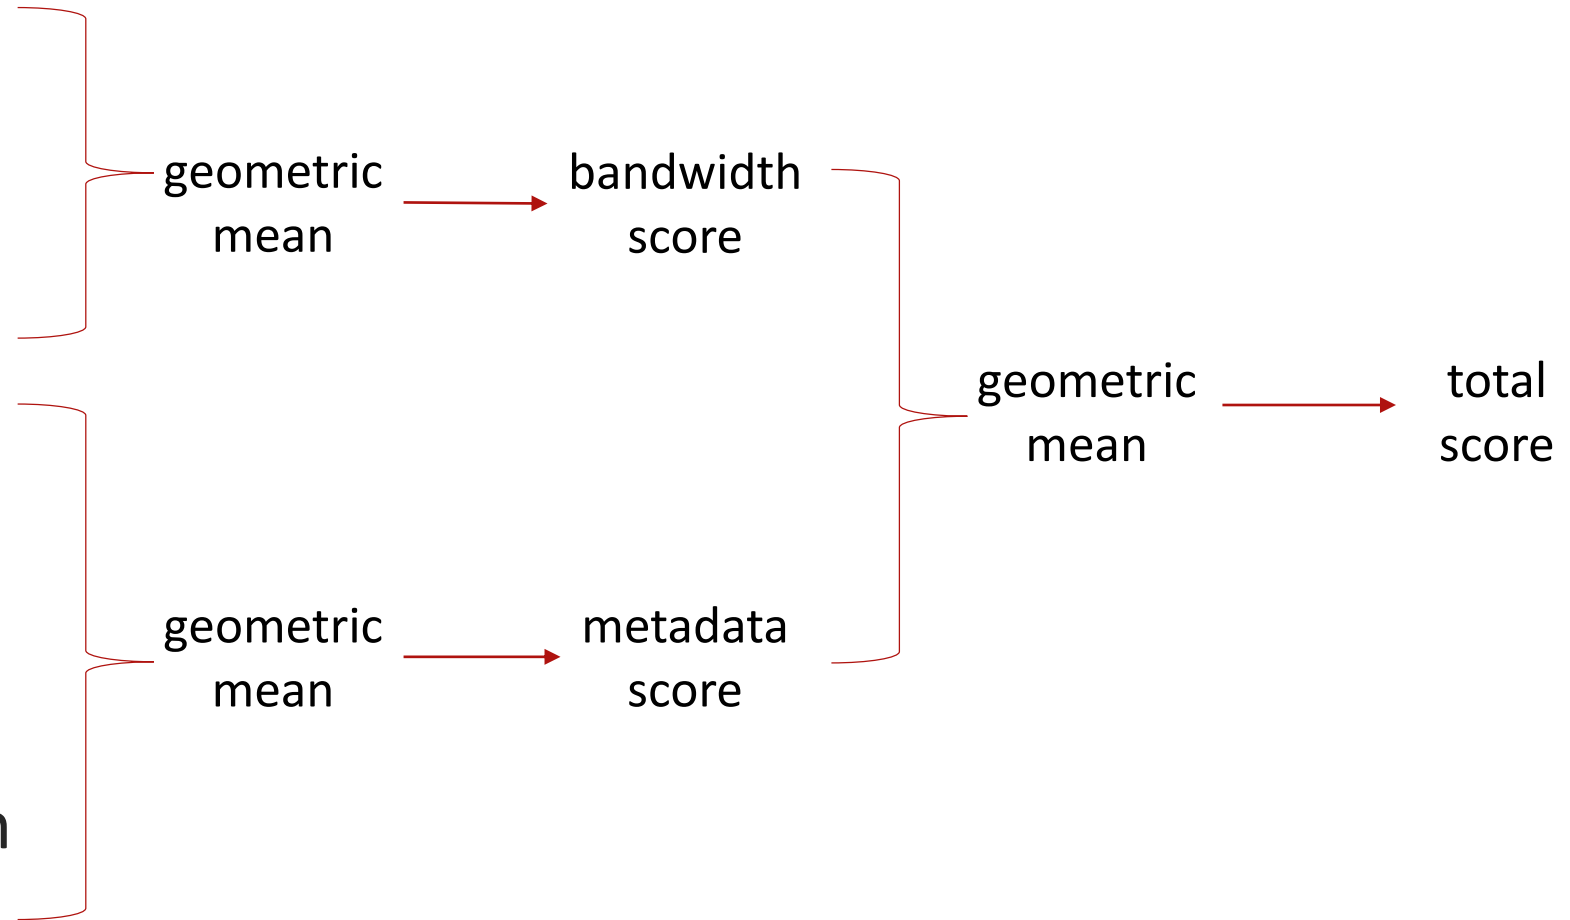 geometric
mean
bandwidth
score
geometric
mean
total
score
geometric
mean
metadata
score